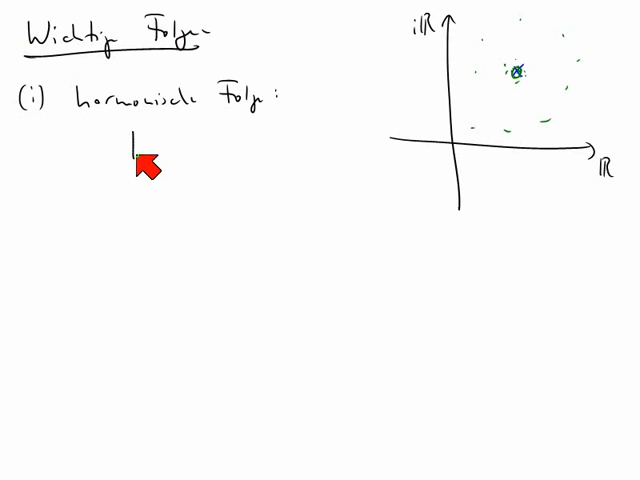 Wichtige Folgen
(i) harmonische Folge:
iℝ
ℝ